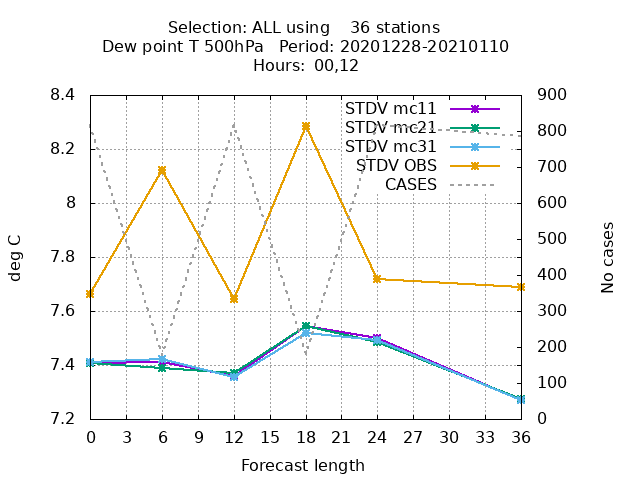 Selection: ALL using    36 stations
Dew point T 500hPa   Period: 20201228-20210110
Hours:  00,12
8.4
8.2
8
7.8
7.6
7.4
7.2
deg C
STDV mc11
STDV mc21
STDV mc31
STDV OBS
CASES
900
800
700
600
500
400
300
200
100
0
No cases
0 3 6 9 12 15 18 21 24 27 30 33 36
Forecast length